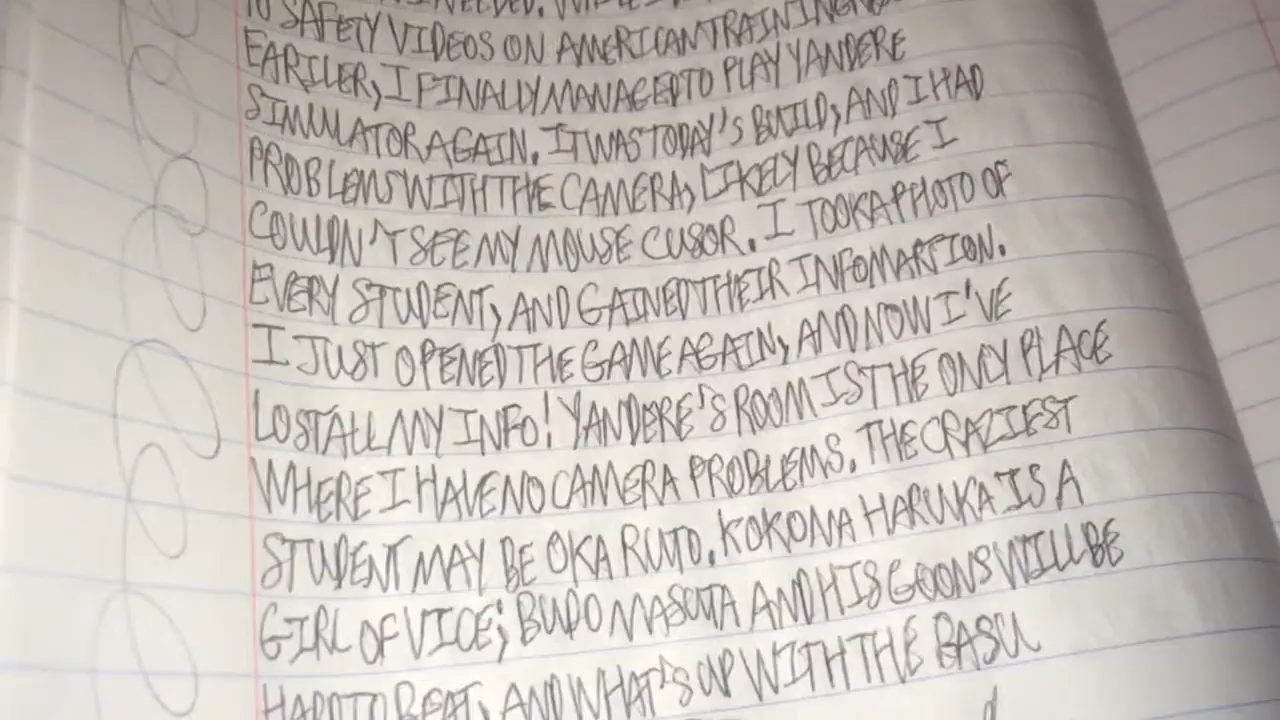 NEEDED.
TO SAFETY VIDEOS ON AMERICAN TRAINING
EARILER, I FINALLY MANAGED TO PLAY YANDERE
SIMULATOR AGAIN. IT WAS TODAY'S BUILD, AND I HAD
PROBLEMS WITH THE CAMERA, LIKELY BECAUSE I
COULDN'T SEE MY MOUSE CUSOR. I TOOK A PHOTO OF
EVERY STUDENT, AND GAINED THEIR INFOMARTION.
I JUST OPENED THE GAME AGAIN, AND NOW I'VE
LOST ALL MY INFO! YANDERE'S ROOM IS THE ONLY PLACE
WHERE I HAVE NO CAMERA PROBLEMS. THE CRAZIEST
STUDENT MAY BE OKA RUTO. KOKONA HARUKA IS A
GIRL OF VICE; BUDO MASUTA AND HIS GOONS WILL BE
HARD TO BEAT, AND WHAT'S UP WITH THE BASU